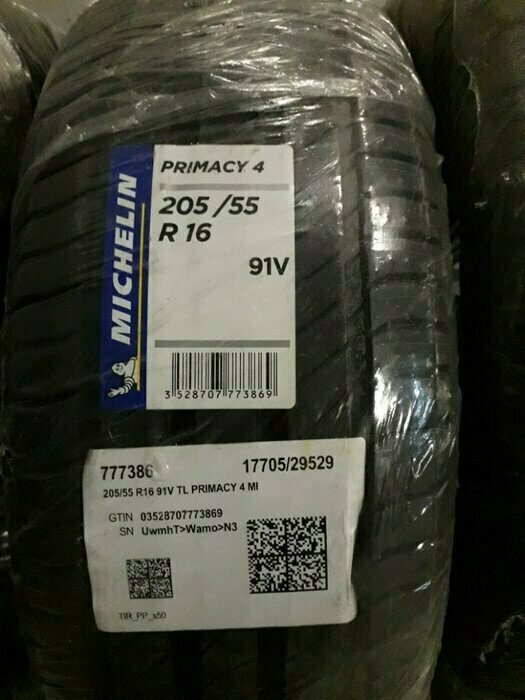 MICHELIN
PRIMACY 4
205 /55
R 16
91V
3 528707 773869
777386 17705/29529
205/55 R16 91V TL PRIMACY 4 MI
GTIN 03528707773869
SN UwmhT>Wamo>N3
TIR_PP_s50